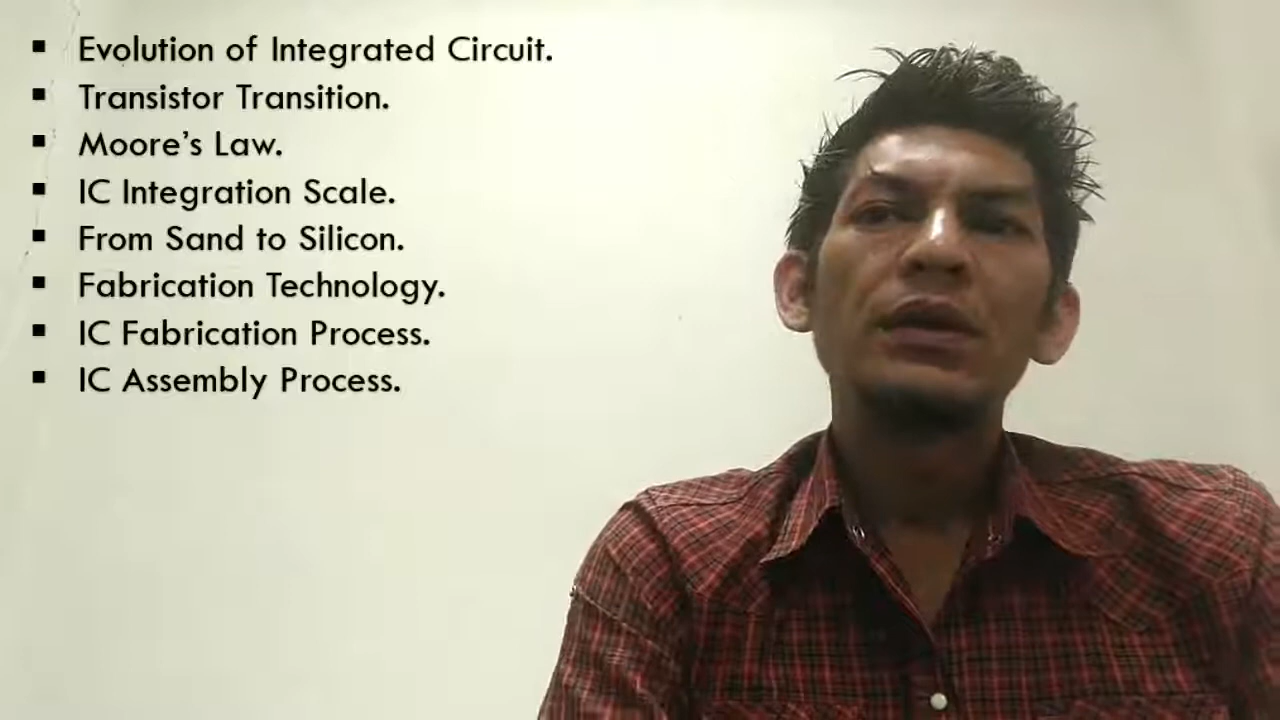 ▪ Evolution of Integrated Circuit.
▪ Transistor Transition.
▪ Moore’s Law.
▪ IC Integration Scale.
▪ From Sand to Silicon.
▪ Fabrication Technology.
▪ IC Fabrication Process.
▪ IC Assembly Process.